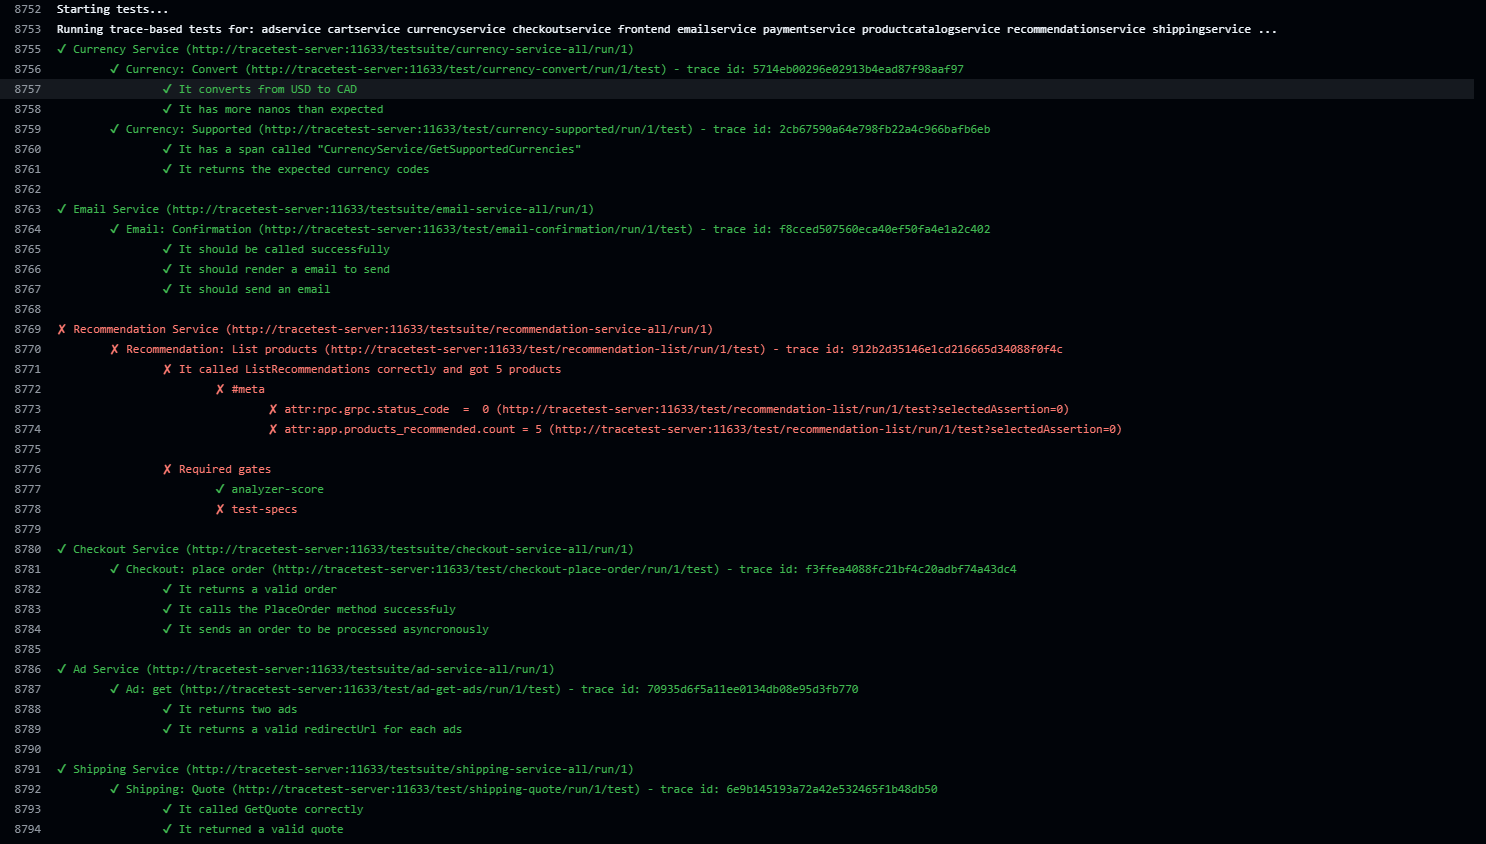 8752 Starting tests...
8753 Running trace-based tests for: adservice cartservice currencyservice checkoutservice frontend emailservice paymentservice productcatalogservice recommendationservice shippingservice ...
8755 ✓ Currency Service (http://tracetest-server:11633/testsuite/currency-service-all/run/1)
8756 ✓ Currency: Convert (http://tracetest-server:11633/test/currency-convert/run/1/test) - trace id: 5714eb00296e02913b4ead87f98aaf97
8757 ✓ It converts from USD to CAD
8758 ✓ It has more nanos than expected
8759 ✓ Currency: Supported (http://tracetest-server:11633/test/currency-supported/run/1/test) - trace id: 2cb67590a64e798fb22a4c966bafb6eb
8760 ✓ It has a span called "CurrencyService/GetSupportedCurrencies"
8761 ✓ It returns the expected currency codes
8762
8763 ✓ Email Service (http://tracetest-server:11633/testsuite/email-service-all/run/1)
8764 ✓ Email: Confirmation (http://tracetest-server:11633/test/email-confirmation/run/1/test) - trace id: f8cced507560eca40ef50fa4e1a2c402
8765 ✓ It should be called successfully
8766 ✓ It should render a email to send
8767 ✓ It should send an email
8768
8769 ✗ Recommendation Service (http://tracetest-server:11633/testsuite/recommendation-service-all/run/1)
8770 ✗ Recommendation: List products (http://tracetest-server:11633/test/recommendation-list/run/1/test) - trace id: 912b2d35146e1cd216665d34088f0f4c
8771 ✗ It called ListRecommendations correctly and got 5 products
8772 ✗ #meta
8773 ✗ attr:rpc.grpc.status_code  =  0 (http://tracetest-server:11633/test/recommendation-list/run/1/test?selectedAssertion=0)
8774 ✗ attr:app.products_recommended.count = 5 (http://tracetest-server:11633/test/recommendation-list/run/1/test?selectedAssertion=0)
8775
8776 ✗ Required gates
8777 ✓ analyzer-score
8778 ✗ test-specs
8779
8780 ✓ Checkout Service (http://tracetest-server:11633/testsuite/checkout-service-all/run/1)
8781 ✓ Checkout: place order (http://tracetest-server:11633/test/checkout-place-order/run/1/test) - trace id: f3ffea4088fc21bf4c20adbf74a43dc4
8782 ✓ It returns a valid order
8783 ✓ It calls the PlaceOrder method successfuly
8784 ✓ It sends an order to be processed asyncronously
8785
8786 ✓ Ad Service (http://tracetest-server:11633/testsuite/ad-service-all/run/1)
8787 ✓ Ad: get (http://tracetest-server:11633/test/ad-get-ads/run/1/test) - trace id: 70935d6f5a11ee0134db08e95d3fb770
8788 ✓ It returns two ads
8789 ✓ It returns a valid redirectUrl for each ads
8790
8791 ✓ Shipping Service (http://tracetest-server:11633/testsuite/shipping-service-all/run/1)
8792 ✓ Shipping: Quote (http://tracetest-server:11633/test/shipping-quote/run/1/test) - trace id: 6e9b145193a72a42e532465f1b48db50
8793 ✓ It called GetQuote correctly
8794 ✓ It returned a valid quote